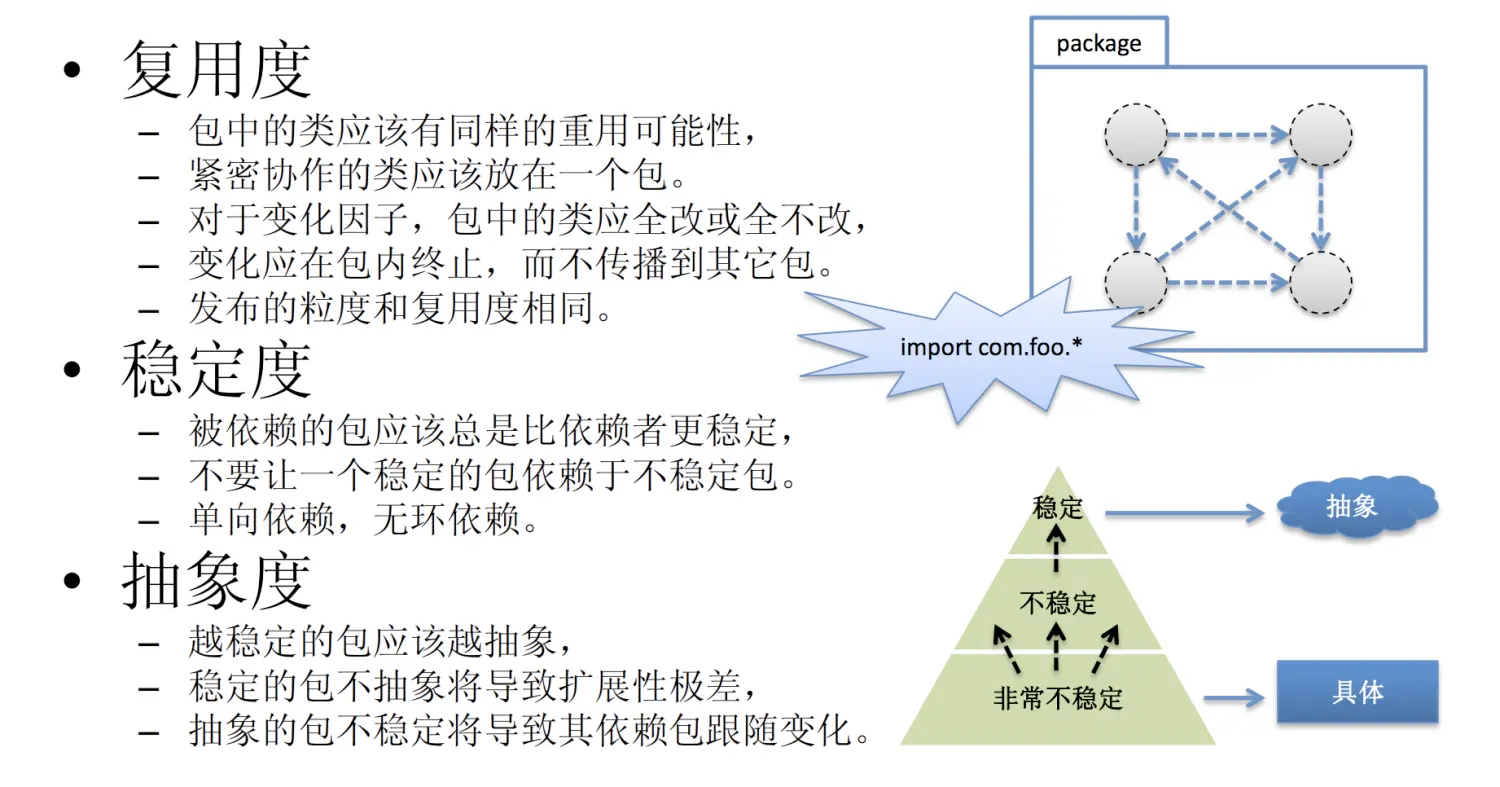 • 复用度
– 包中的类应该有同样的重用可能性，
– 紧密协作的类应该放在一个包。
– 对于变化因子，包中的类应全改或全不改，
– 变化应在包内终止，而不传播到其它包。
– 发布的粒度和复用度相同。
• 稳定度
– 被依赖的包应该总是比依赖者更稳定，
– 不要让一个稳定的包依赖于不稳定包。
– 单向依赖，无环依赖。
• 抽象度
– 越稳定的包应该越抽象，
– 稳定的包不抽象将导致扩展性极差，
– 抽象的包不稳定将导致其依赖包跟随变化。
package
import com.foo.*
稳定
抽象
不稳定
非常不稳定
具体